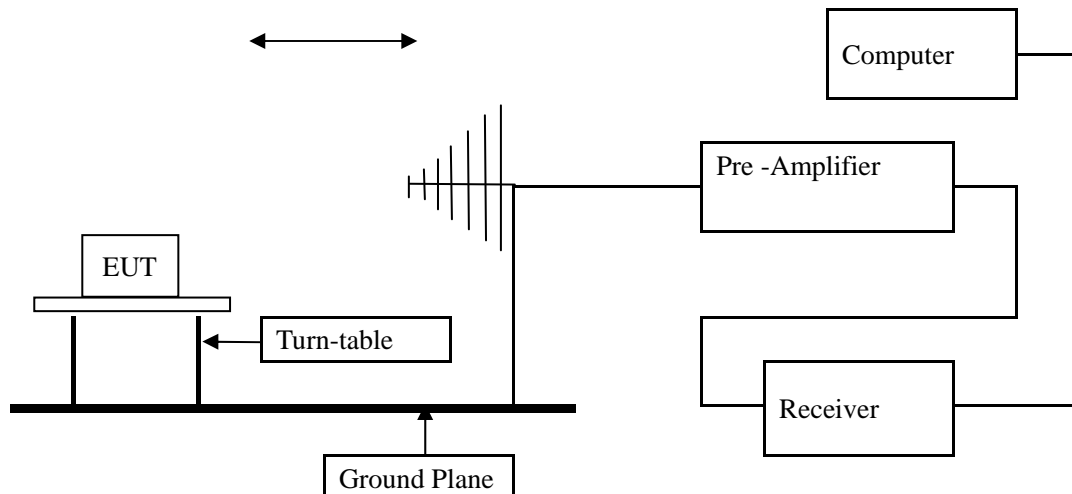 Computer
Pre -Amplifier
EUT
Turn-table
Receiver
Ground Plane